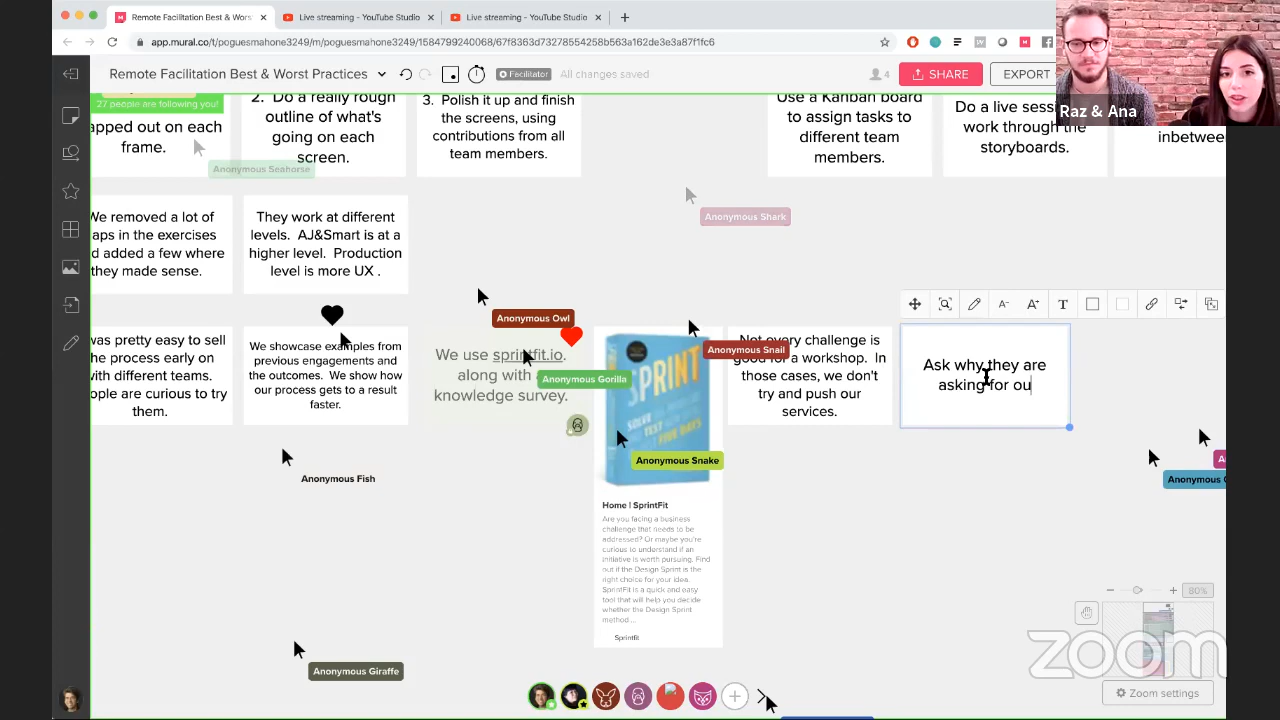 Remote Facilitation Best & Worst
Live streaming - YouTube Studio
Live streaming - YouTube Studio
app.mural.co/t/poguesmahone3249/m/poguesmahone3249/1584799240068/67f8363d73278554258b563a162de3e3a87f1fc6
Remote Facilitation Best & Worst Practices
Facilitator
All changes saved
4
SHARE
EXPORT
Raz & Ana
27 people are following you!
apped out on each
frame.
Anonymous Seahorse
2. Do a really rough
outline of what's
going on each
screen.
3. Polish it up and finish
the screens, using
contributions from all
team members.
Use a Kanban board
to assign tasks to
different team
members.
Do a live sessi
work through the
storyboards.
inbetwee
Anonymous Shark
We removed a lot of
aps in the exercises
d added a few where
they made sense.
They work at different
levels. AJ&Smart is at a
higher level. Production
level is more UX .
was pretty easy to sell
the process early on
with different teams.
ople are curious to try
them.
We showcase examples from
previous engagements and
the outcomes. We show how
our process gets to a result
faster.
Anonymous Owl
We use sprintfit.io.
along with
knowledge survey.
Anonymous Gorilla
SPRINT
Anonymous Snail
Anonymous Snake
Home | SprintFit
Are you facing a business
challenge that needs to be
addressed? Or maybe you're
curious to understand if an
initiative is worth pursuing. Find
out if the Design Sprint is the
right choice for your idea.
SprintFit is a quick and easy
tool that will help you decide
whether the Design Sprint
method ...
Sprintfit
Not every challenge is
good for a workshop. In
those cases, we don't
try and push our
services.
Ask why they are
asking for ou
Anonymous Fish
Anonymous Giraffe
Anonymous
80%
zoom
Zoom settings